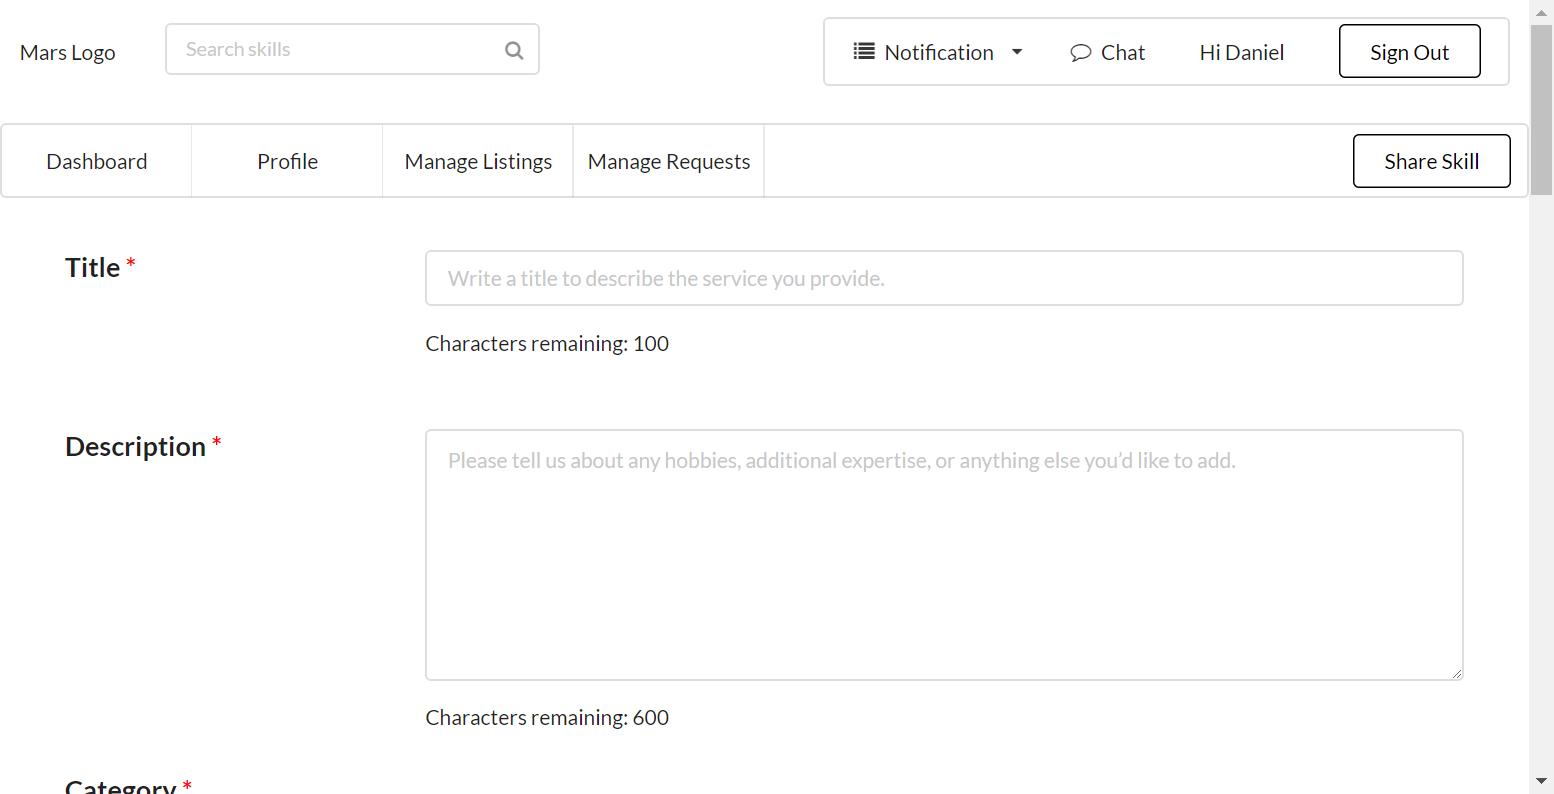 Mars Logo
Search skills
Notification
Chat
Hi Daniel
Sign Out
Dashboard
Profile
Manage Listings
Manage Requests
Share Skill
Title *
Write a title to describe the service you provide.
Characters remaining: 100
Description *
Please tell us about any hobbies, additional expertise, or anything else you’d like to add.
Characters remaining: 600
Category *